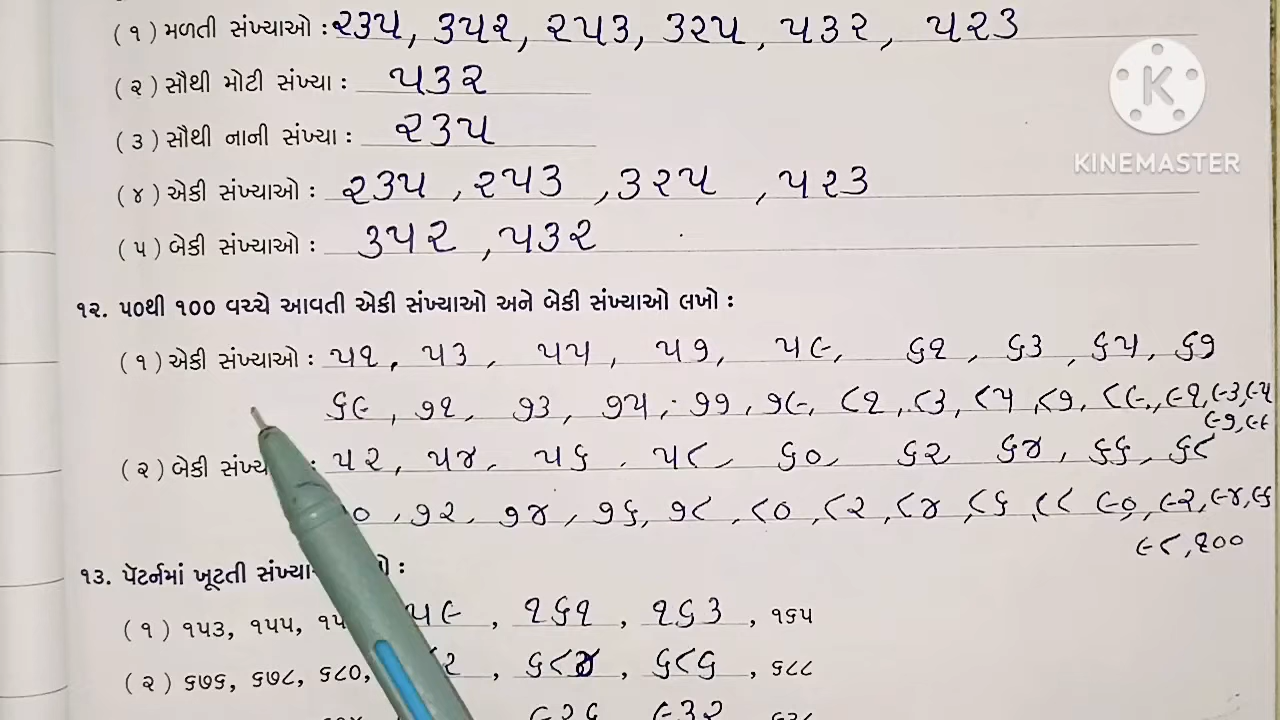 (૧) મળતી સંખ્યાઓ : ૨૩૫, ૩૫૨, ૨૫૩, ૩૨૫, ૫૩૨, ૫૨૩
(૨) સૌથી મોટી સંખ્યા : ૫૩૨
(૩) સૌથી નાની સંખ્યા : ૨૩૫
(૪) એકી સંખ્યાઓ : ૨૩૫, ૨૫૩, ૩૨૫, ૫૨૩
(૫) બેકી સંખ્યાઓ : ૩૫૨, ૫૩૨
૧૨. ૫૦થી ૧૦૦ વચ્ચે આવતી એકી સંખ્યાઓ અને બેકી સંખ્યાઓ લખો :
(૧) એકી સંખ્યાઓ : ૫૧, ૫૩, ૫૫, ૫૭, ૫૯, ૬૧, ૬૩, ૬૫, ૬૭
૬૯, ૭૧, ૭૩, ૭૫, ૭૭, ૭૯, ૮૧, ૮૩, ૮૫, ૮૭, ૮૯, ૯૧, ૯૩, ૯૫
૯૭, ૯૯
(૨) બેકી સંખ્ : ૫૨, ૫૪, ૫૬, ૫૮, ૬૦, ૬૨, ૬૪, ૬૬, ૬૮
૦, ૭૨, ૭૪, ૭૬, ૭૮, ૮૦, ૮૨, ૮૪, ૮૬, ૮૮ ૯૦, ૯૨, ૯૪, ૯૬
૯૮, ૧૦૦
૧૩. પૅટર્નમાં ખૂટતી સંખ્યા :
(૧) ૧૫૩, ૧૫૫, ૧૫ ૫૯, ૧૬૧, ૧૬૩, ૧૬૫
(૨) ૬૭૬, ૬૭૮, ૬૮૦, ૮૨, ૬૮૪, ૬૮૬, ૬૮૮
KINEMASTER